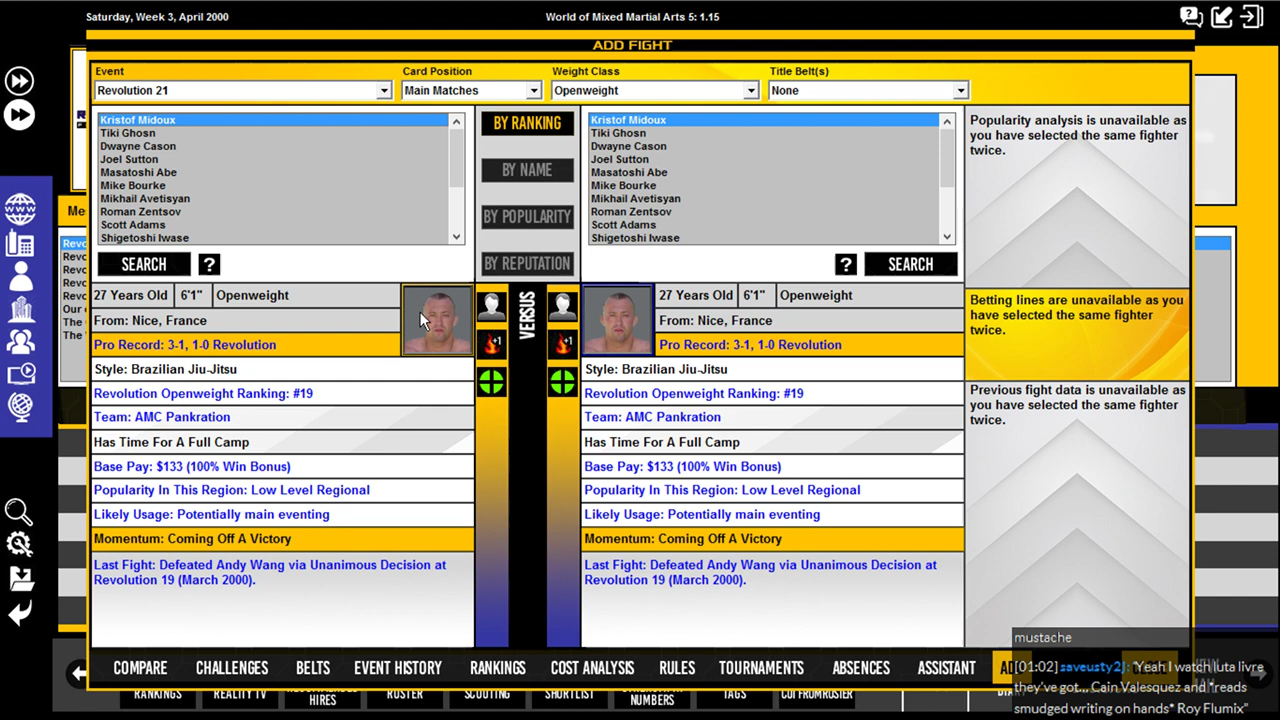 Saturday, Week 3, April 2000
World of Mixed Martial Arts 5: 1.15
ADD FIGHT
Event
Card Position
Weight Class
Title Belt(s)
Revolution 21
Main Matches
Openweight
None
Kristof Midoux
Tiki Ghosn
Dwayne Cason
Joel Sutton
Masatoshi Abe
Mike Bourke
Mikhail Avetisyan
Roman Zentsov
Scott Adams
Shigetoshi Iwase
SEARCH
?
BY RANKING
BY NAME
BY POPULARITY
BY REPUTATION
Kristof Midoux
Tiki Ghosn
Dwayne Cason
Joel Sutton
Masatoshi Abe
Mike Bourke
Mikhail Avetisyan
Roman Zentsov
Scott Adams
Shigetoshi Iwase
?
SEARCH
27 Years Old
6'1"
Openweight
From: Nice, France
Pro Record: 3-1, 1-0 Revolution
Style: Brazilian Jiu-Jitsu
Revolution Openweight Ranking: #19
Team: AMC Pankration
Has Time For A Full Camp
Base Pay: $133 (100% Win Bonus)
Popularity In This Region: Low Level Regional
Likely Usage: Potentially main eventing
Momentum: Coming Off A Victory
Last Fight: Defeated Andy Wang via Unanimous Decision at
Revolution 19 (March 2000).
+1
VERSUS
+1
27 Years Old
6'1"
Openweight
From: Nice, France
Pro Record: 3-1, 1-0 Revolution
Style: Brazilian Jiu-Jitsu
Revolution Openweight Ranking: #19
Team: AMC Pankration
Has Time For A Full Camp
Base Pay: $133 (100% Win Bonus)
Popularity In This Region: Low Level Regional
Likely Usage: Potentially main eventing
Momentum: Coming Off A Victory
Last Fight: Defeated Andy Wang via Unanimous Decision at
Revolution 19 (March 2000).
Popularity analysis is unavailable as
you have selected the same fighter
twice.
Betting lines are unavailable as you
have selected the same fighter
twice.
Previous fight data is unavailable as
you have selected the same fighter
twice.
COMPARE
CHALLENGES
BELTS
EVENT HISTORY
RANKINGS
COST ANALYSIS
RULES
TOURNAMENTS
ABSENCES
ASSISTANT
RANKINGS
REALITY TV
HIRES
ROSTER
SCOUTING
SHORTLIST
NUMBERS
TAGS
mustache
[01:02] saveusty2J: "Yeah I watch luta livre
they've got... Cain Valesquez and *reads
smudged writing on hands* Roy Flumix"